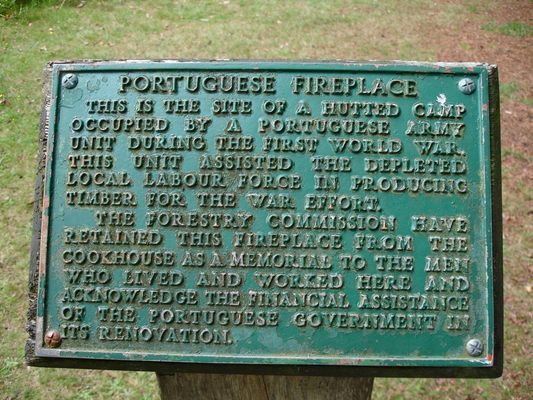 PORTUGUESE FIREPLACE
THIS IS THE SITE OF A HUTTED CAMP
OCCUPIED BY A PORTUGUESE ARMY
UNIT DURING THE FIRST WORLD WAR.
THIS UNIT ASSISTED THE DEPLETED
LOCAL LABOUR FORCE IN PRODUCING
TIMBER FOR THE WAR EFFORT.
THE FORESTRY COMMISSION HAVE
RETAINED THIS FIREPLACE FROM THE
COOKHOUSE AS A MEMORIAL TO THE MEN
WHO LIVED AND WORKED HERE AND
ACKNOWLEDGE THE FINANCIAL ASSISTANCE
OF THE PORTUGUESE GOVERNMENT IN
ITS RENOVATION.